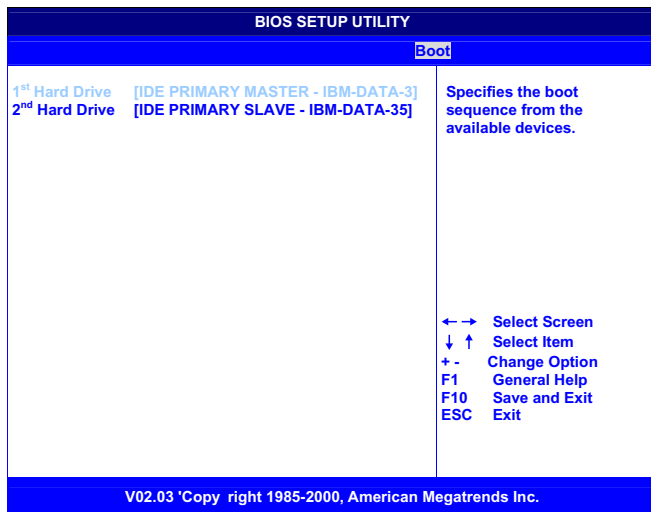 BIOS SETUP UTILITY
Boot
1st Hard Drive [IDE PRIMARY MASTER - IBM-DATA-3]
2nd Hard Drive [IDE PRIMARY SLAVE - IBM-DATA-35]
Specifies the boot
sequence from the
available devices.
←→ Select Screen
↓ ↑ Select Item
+ - Change Option
F1 General Help
F10 Save and Exit
ESC Exit
V02.03 'Copy right 1985-2000, American Megatrends Inc.